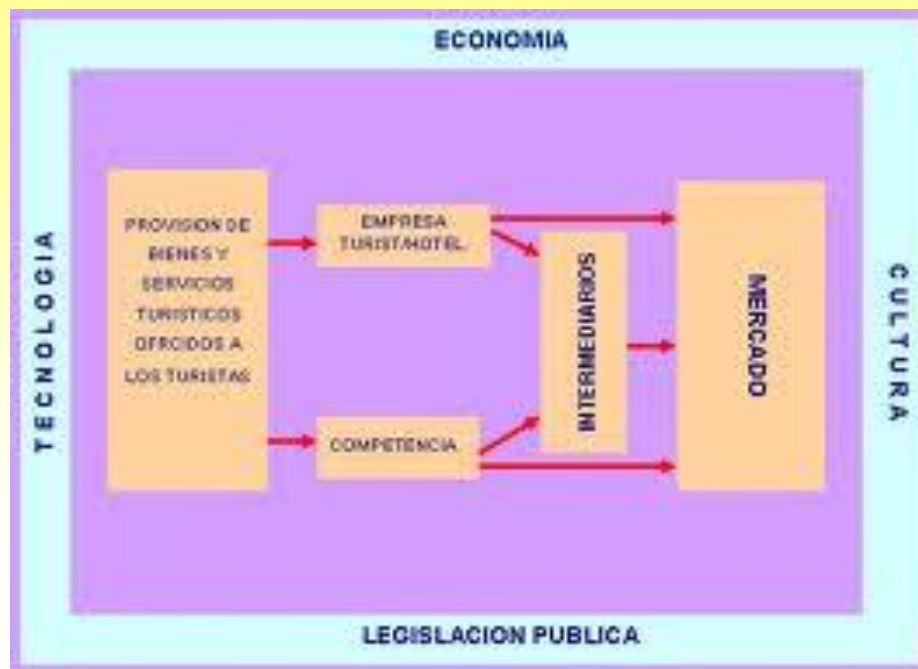 ECONOMIA
TECNOLOGIA
PROVISION DE
BIENES Y
SERVICIOS
TURISTICOS
OFRCIDOS A
LOS TURISTAS
EMPRESA
TURIST/HOTEL.
COMPETENCIA
INTERMEDIARIOS
MERCADO
CULTURA
LEGISLACION PUBLICA